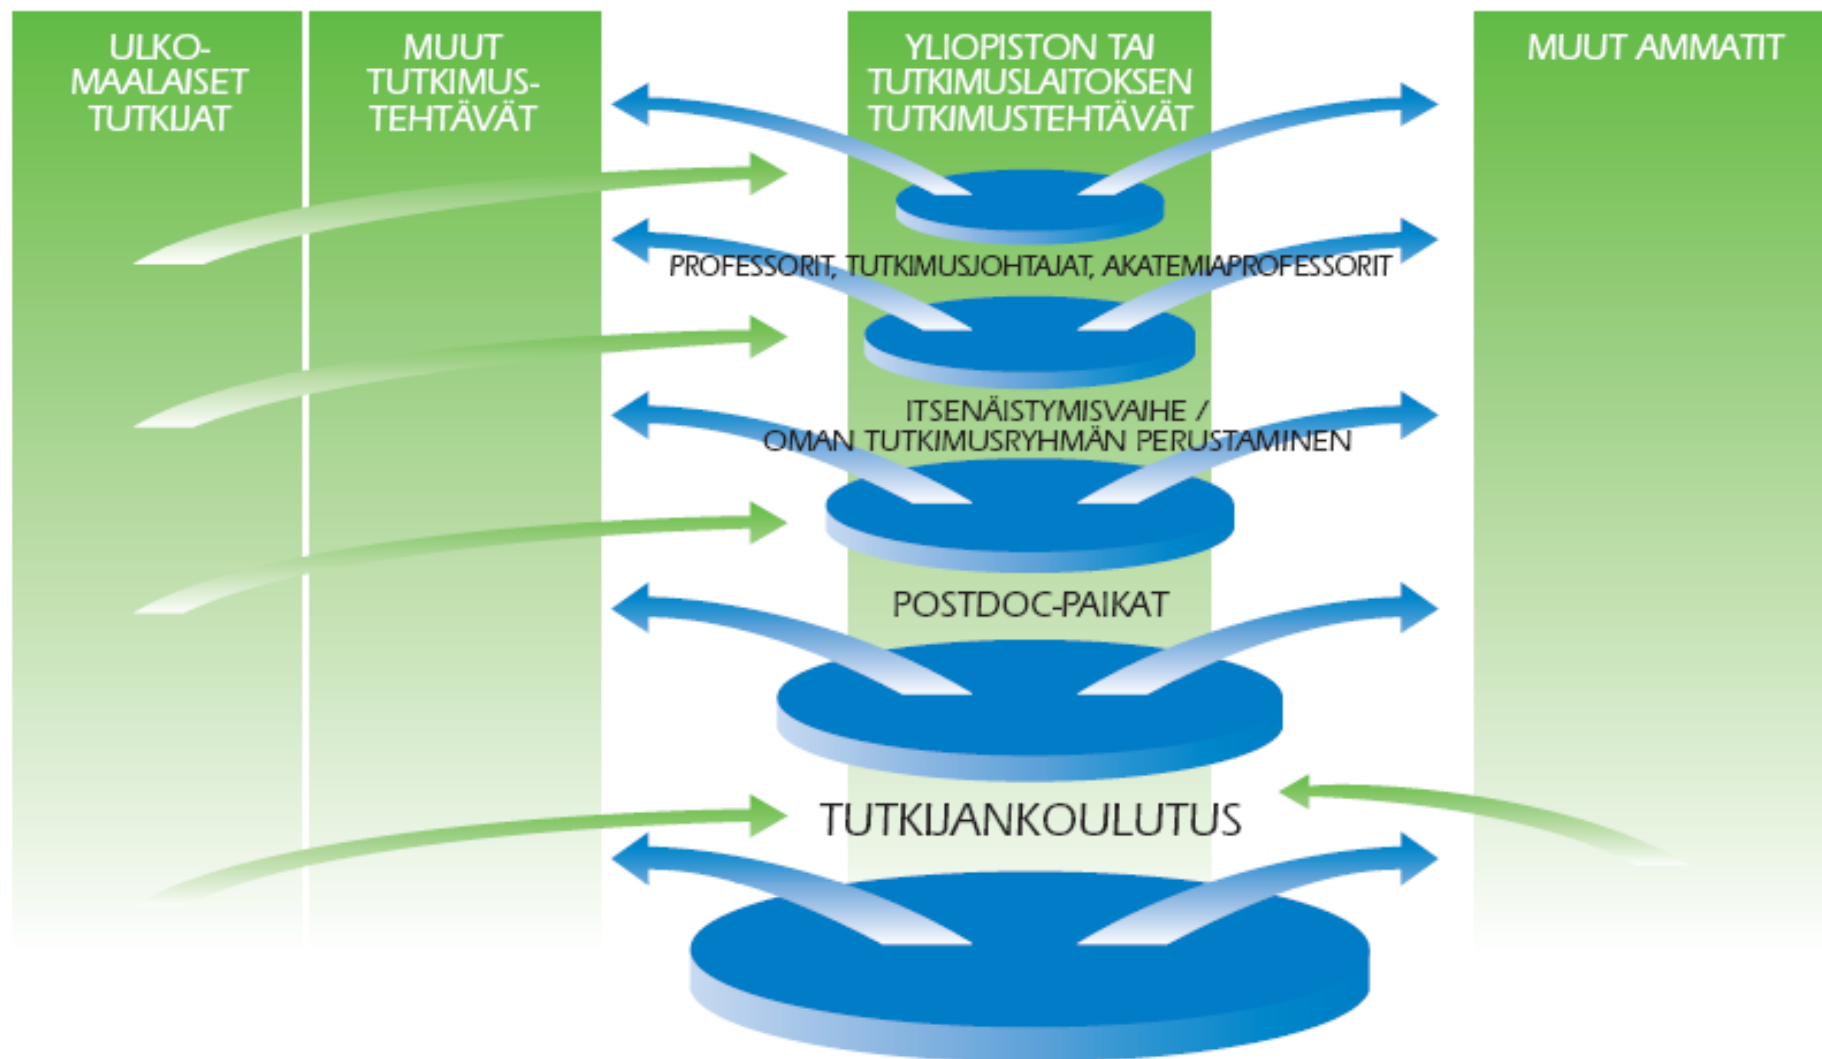 ULKO-
MAALAISET
TUTKIJAT
MUUT
TUTKIMUS-
TEHTÄVÄT
YLIOPISTON TAI
TUTKIMUSLAITOKSEN
TUTKIMUSTEHTÄVÄT
MUUT AMMATIT
PROFESSORIT, TUTKIMUSJOHTAJAT, AKATEMIAPROFESSORIT
ITSENÄISTYMISVAIHE /
OMAN TUTKIMUSRYHMÄN PERUSTAMINEN
POSTDOC-PAIKAT
TUTKIJANKOULUTUS